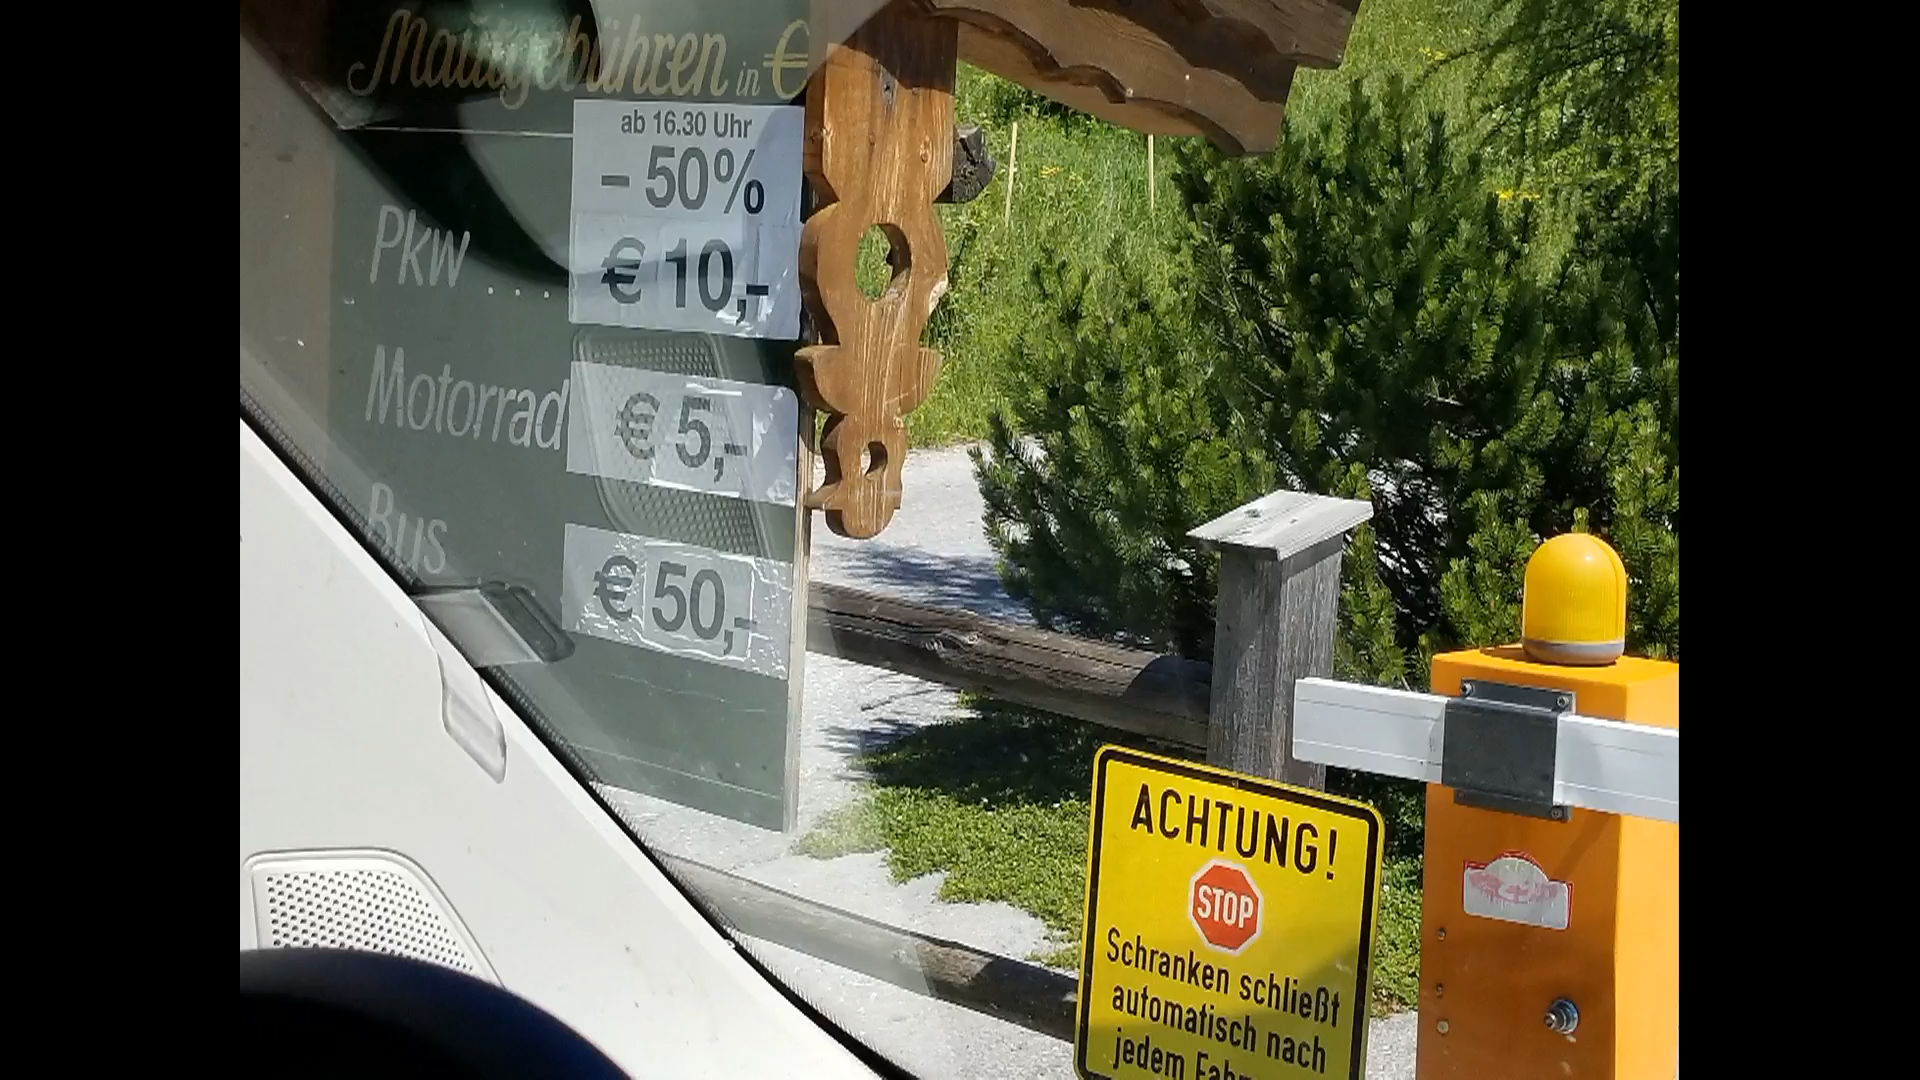 Mautgebühren in €
ab 16.30 Uhr
- 50%
Pkw ... € 10,-
Motorrad € 5,-
Bus € 50,-
ACHTUNG!
STOP
Schranken schließt
automatisch nach
jedem